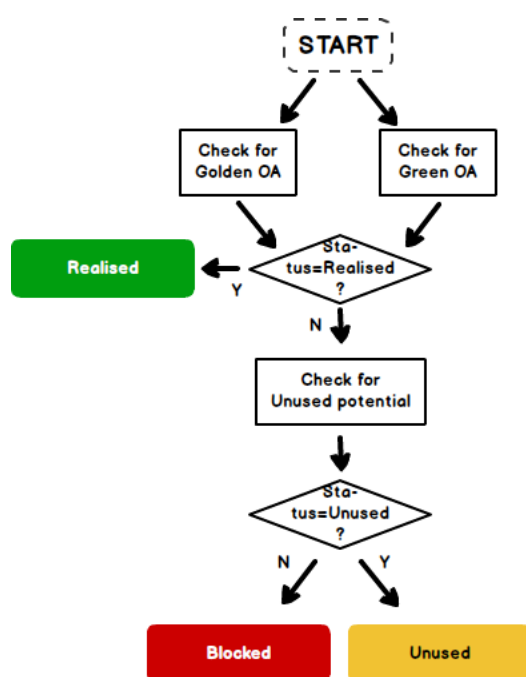 START
Check for
Golden OA
Check for
Green OA
Sta-
tus=Realised
?
Realised
Y
N
Check for
Unused potential
Sta-
tus=Unused
?
N
Y
Blocked
Unused